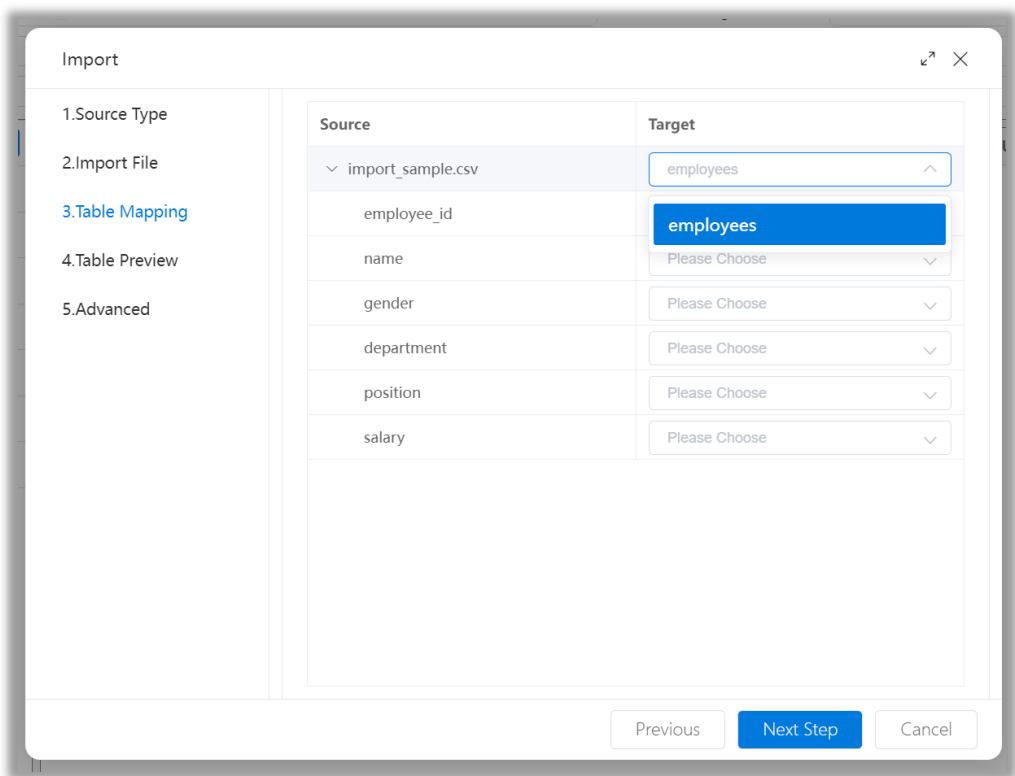 Import
1.Source Type
2.Import File
3.Table Mapping
4.Table Preview
5.Advanced
Source Target
import_sample.csv employees
employee_id
employees
name Please Choose
gender Please Choose
department Please Choose
position Please Choose
salary Please Choose
Previous Next Step Cancel